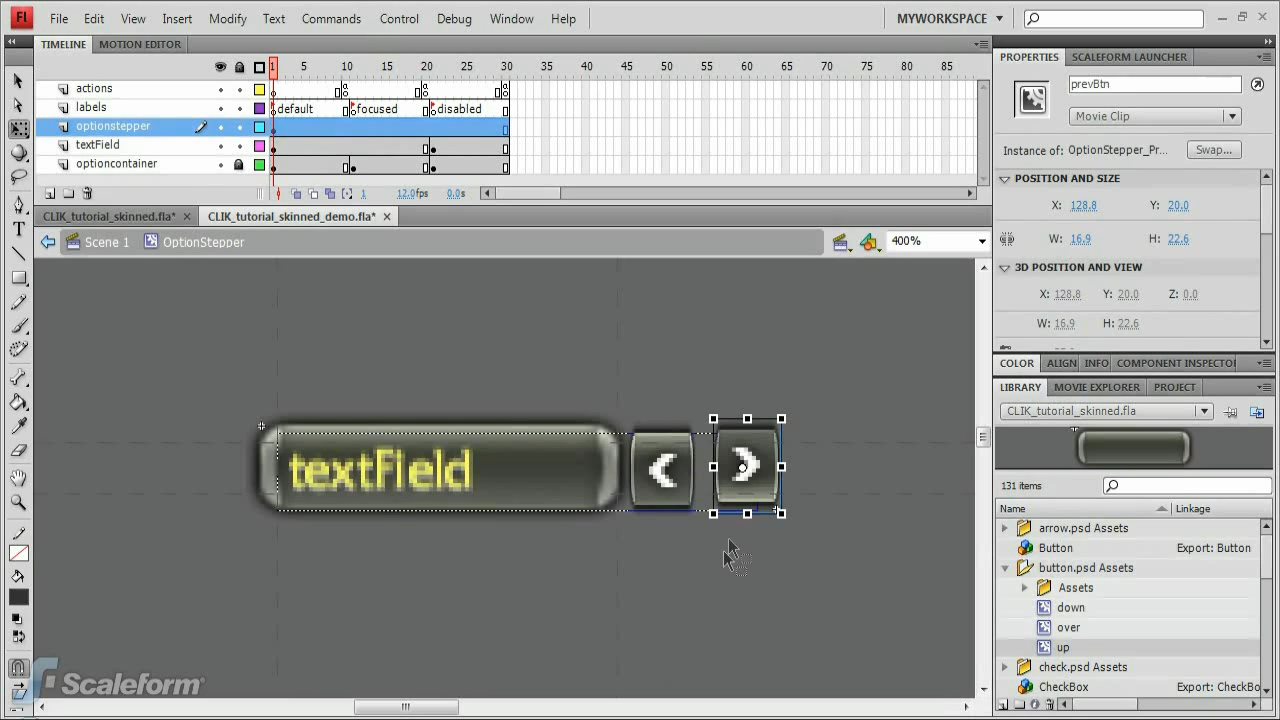 Fl File Edit View Insert Modify Text Commands Control Debug Window Help MYWORKSPACE
TIMELINE MOTION EDITOR
1 5 10 15 20 25 30 35 40 45 50 55 60 65 70 75 80 85
actions
labels default focused disabled
optionstepper
textField
optioncontainer
1 12.0fps 0.0s
CLIK_tutorial_skinned.fla* CLIK_tutorial_skinned_demo.fla*
Scene 1 OptionStepper 400%
textField
Scaleform
PROPERTIES SCALEFORM LAUNCHER
prevBtn
Movie Clip
Instance of: OptionStepper_Pr... Swap...
POSITION AND SIZE
X: 128.8 Y: 20.0
W: 16.9 H: 22.6
3D POSITION AND VIEW
X: 128.8 Y: 20.0 Z: 0.0
W: 16.9 H: 22.6
COLOR ALIGN INFO COMPONENT INSPECTOR
LIBRARY MOVIE EXPLORER PROJECT
CLIK_tutorial_skinned.fla
131 items
Name Linkage
arrow.psd Assets
Button Export: Button
button.psd Assets
Assets
down
over
up
check.psd Assets
CheckBox Export: CheckBo